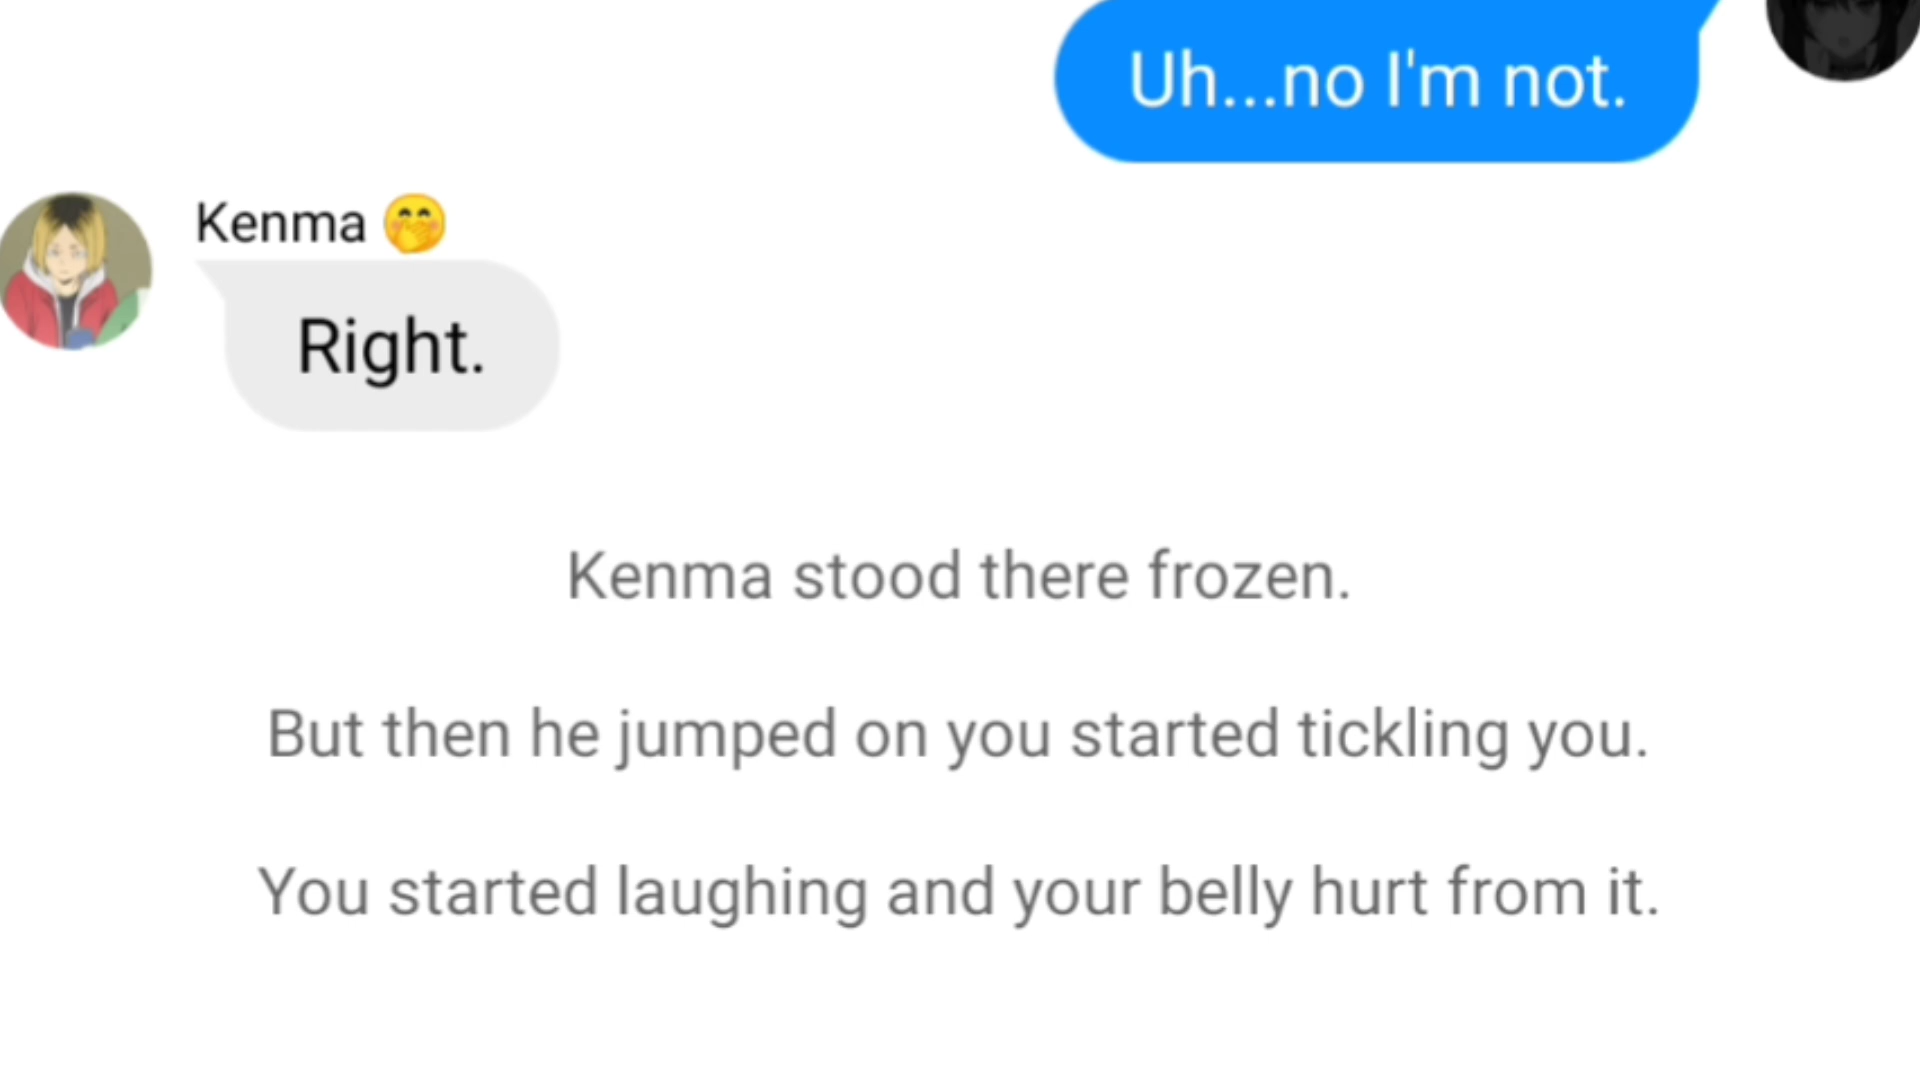 Uh...no I'm not.
Kenma 🤭
Right.
Kenma stood there frozen.
But then he jumped on you started tickling you.
You started laughing and your belly hurt from it.